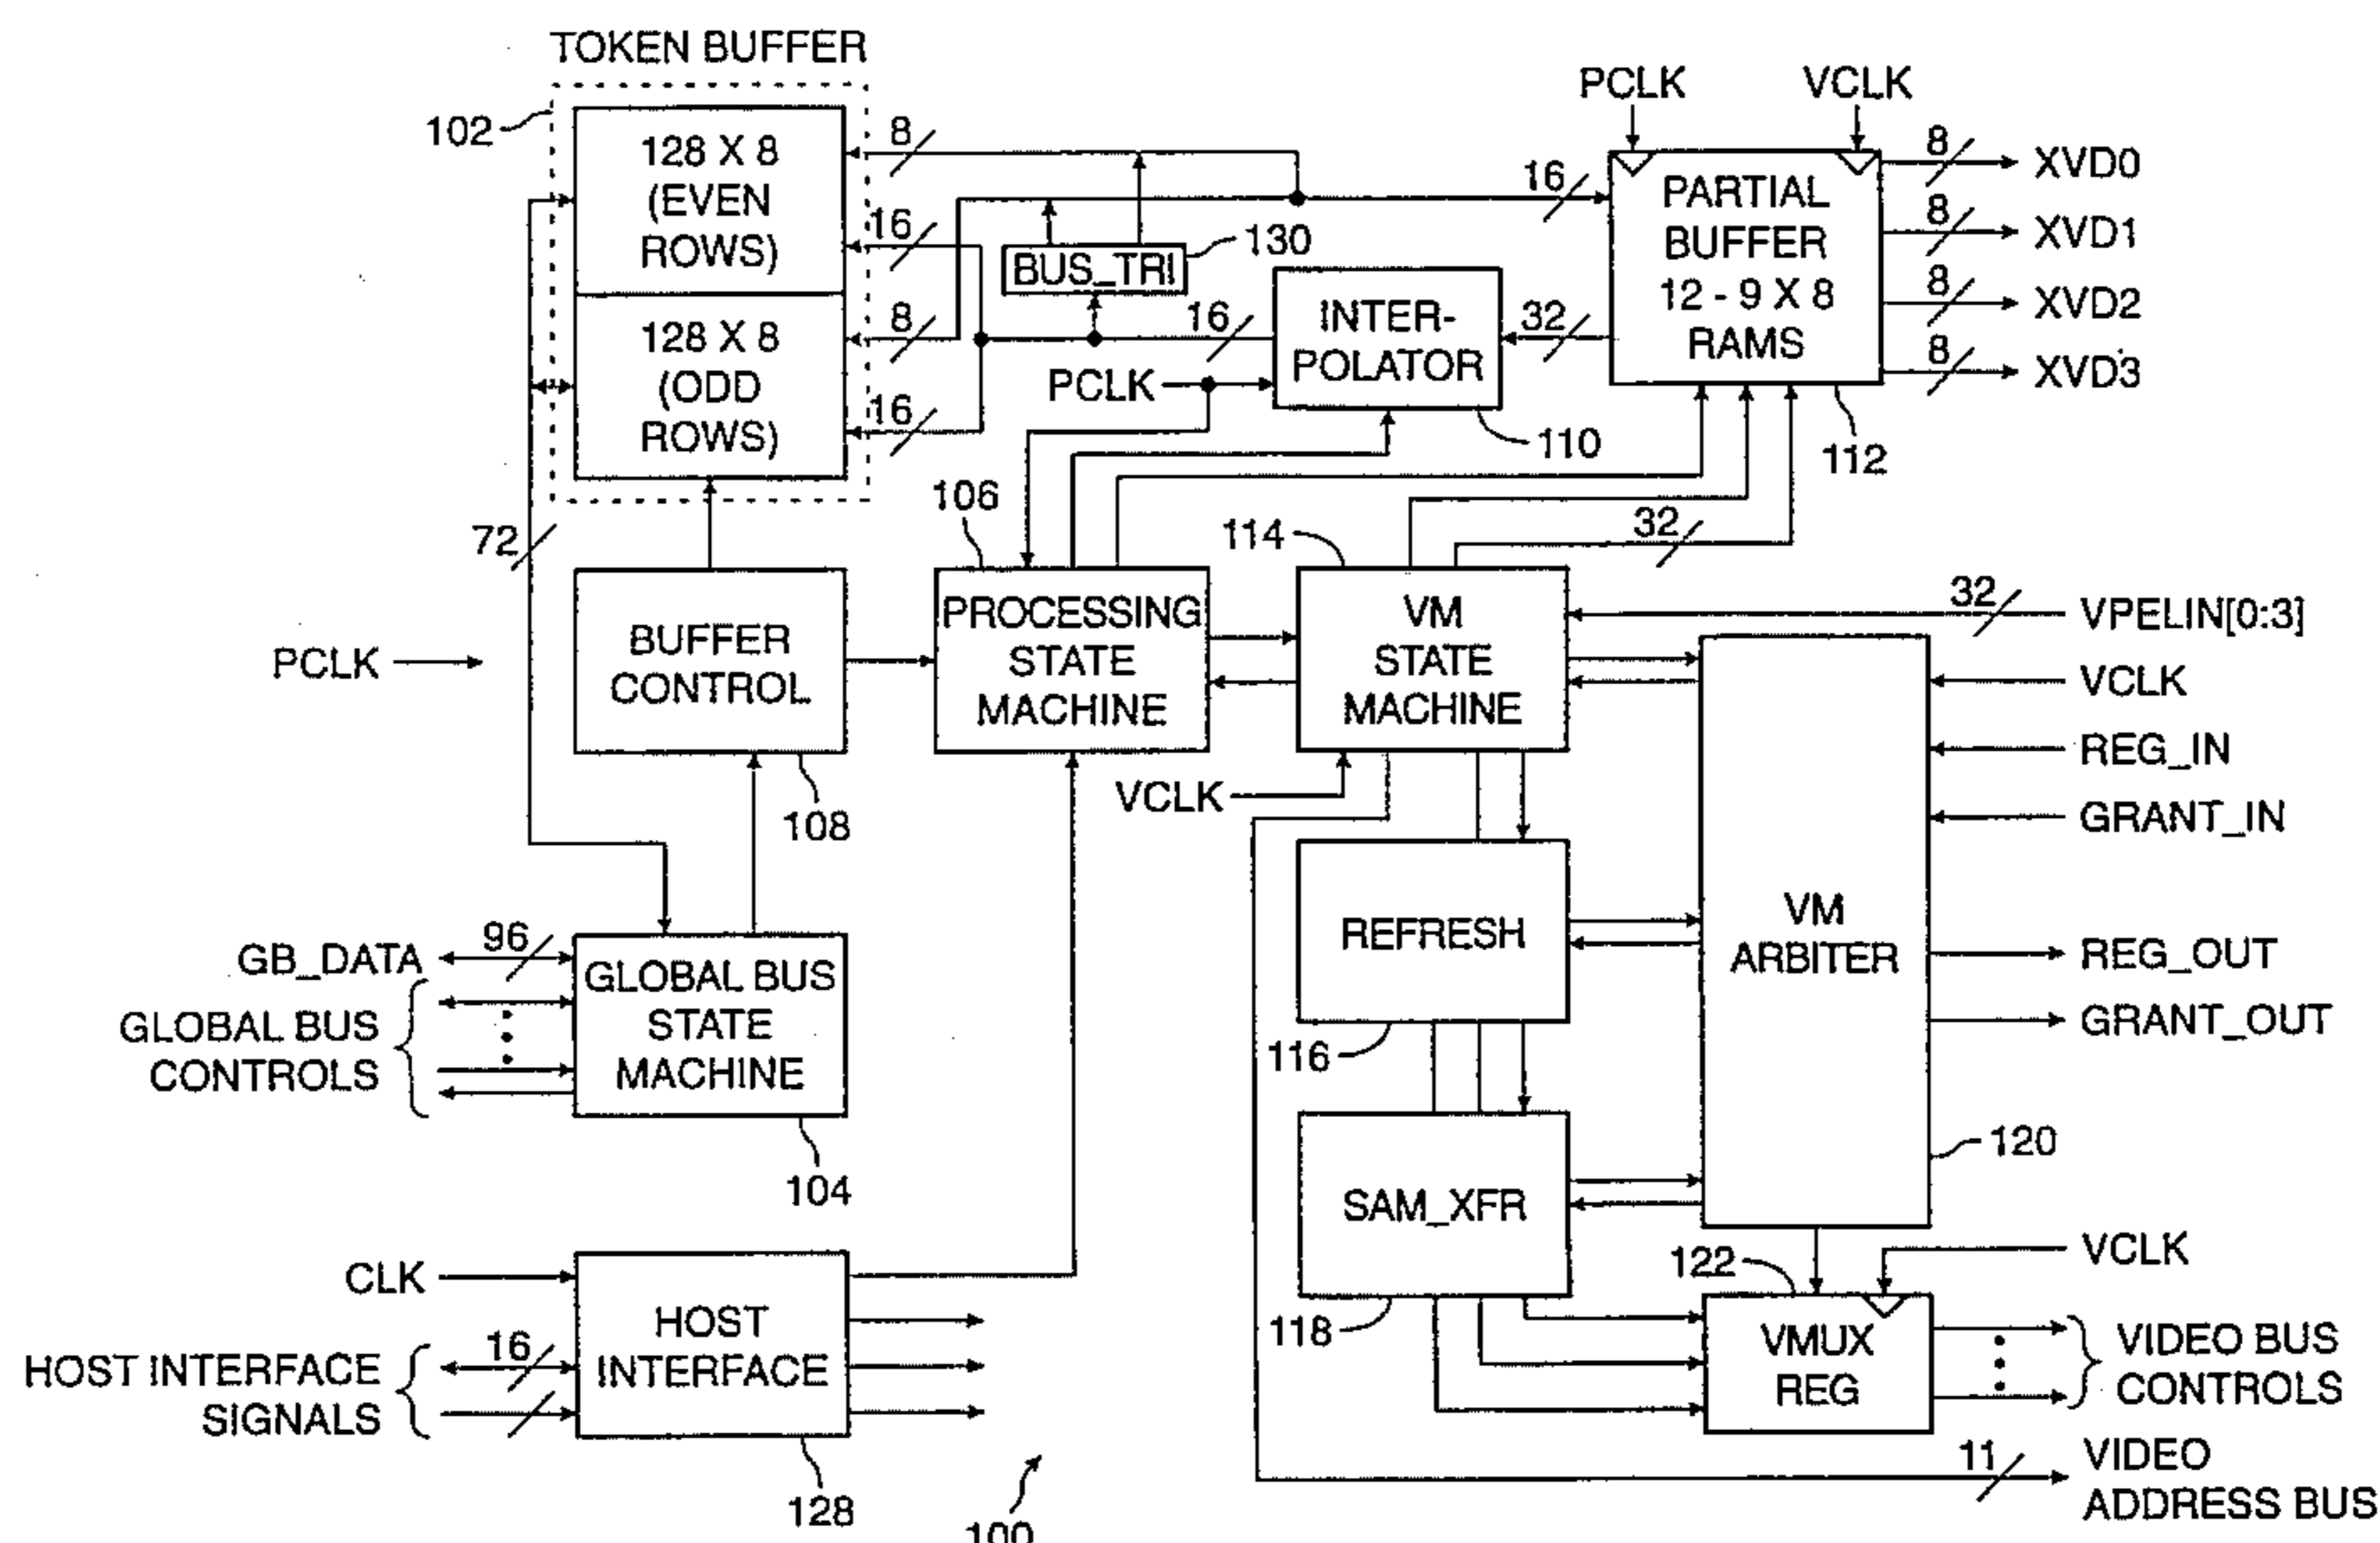 TOKEN BUFFER
102
128 X 8
(EVEN
ROWS)
128 X 8
(ODD
ROWS)
8
16
8
16
BUS_TRI
130
16
INTER-
POLATOR
110
PCLK
32
16
PCLK
VCLK
PARTIAL
BUFFER
12 - 9 X 8
RAMS
112
8
XVD0
8
XVD1
8
XVD2
8
XVD3
72
PCLK
BUFFER
CONTROL
108
106
PROCESSING
STATE
MACHINE
114
VM
STATE
MACHINE
32
VCLK
32
VPELIN[0:3]
VCLK
REG_IN
GRANT_IN
VM
ARBITER
120
REG_OUT
GRANT_OUT
REFRESH
116
SAM_XFR
118
GB_DATA
96
GLOBAL BUS
CONTROLS
GLOBAL BUS
STATE
MACHINE
104
CLK
HOST INTERFACE
SIGNALS
16
HOST
INTERFACE
128
100
122
VCLK
VMUX
REG
VIDEO BUS
CONTROLS
11
VIDEO
ADDRESS BUS